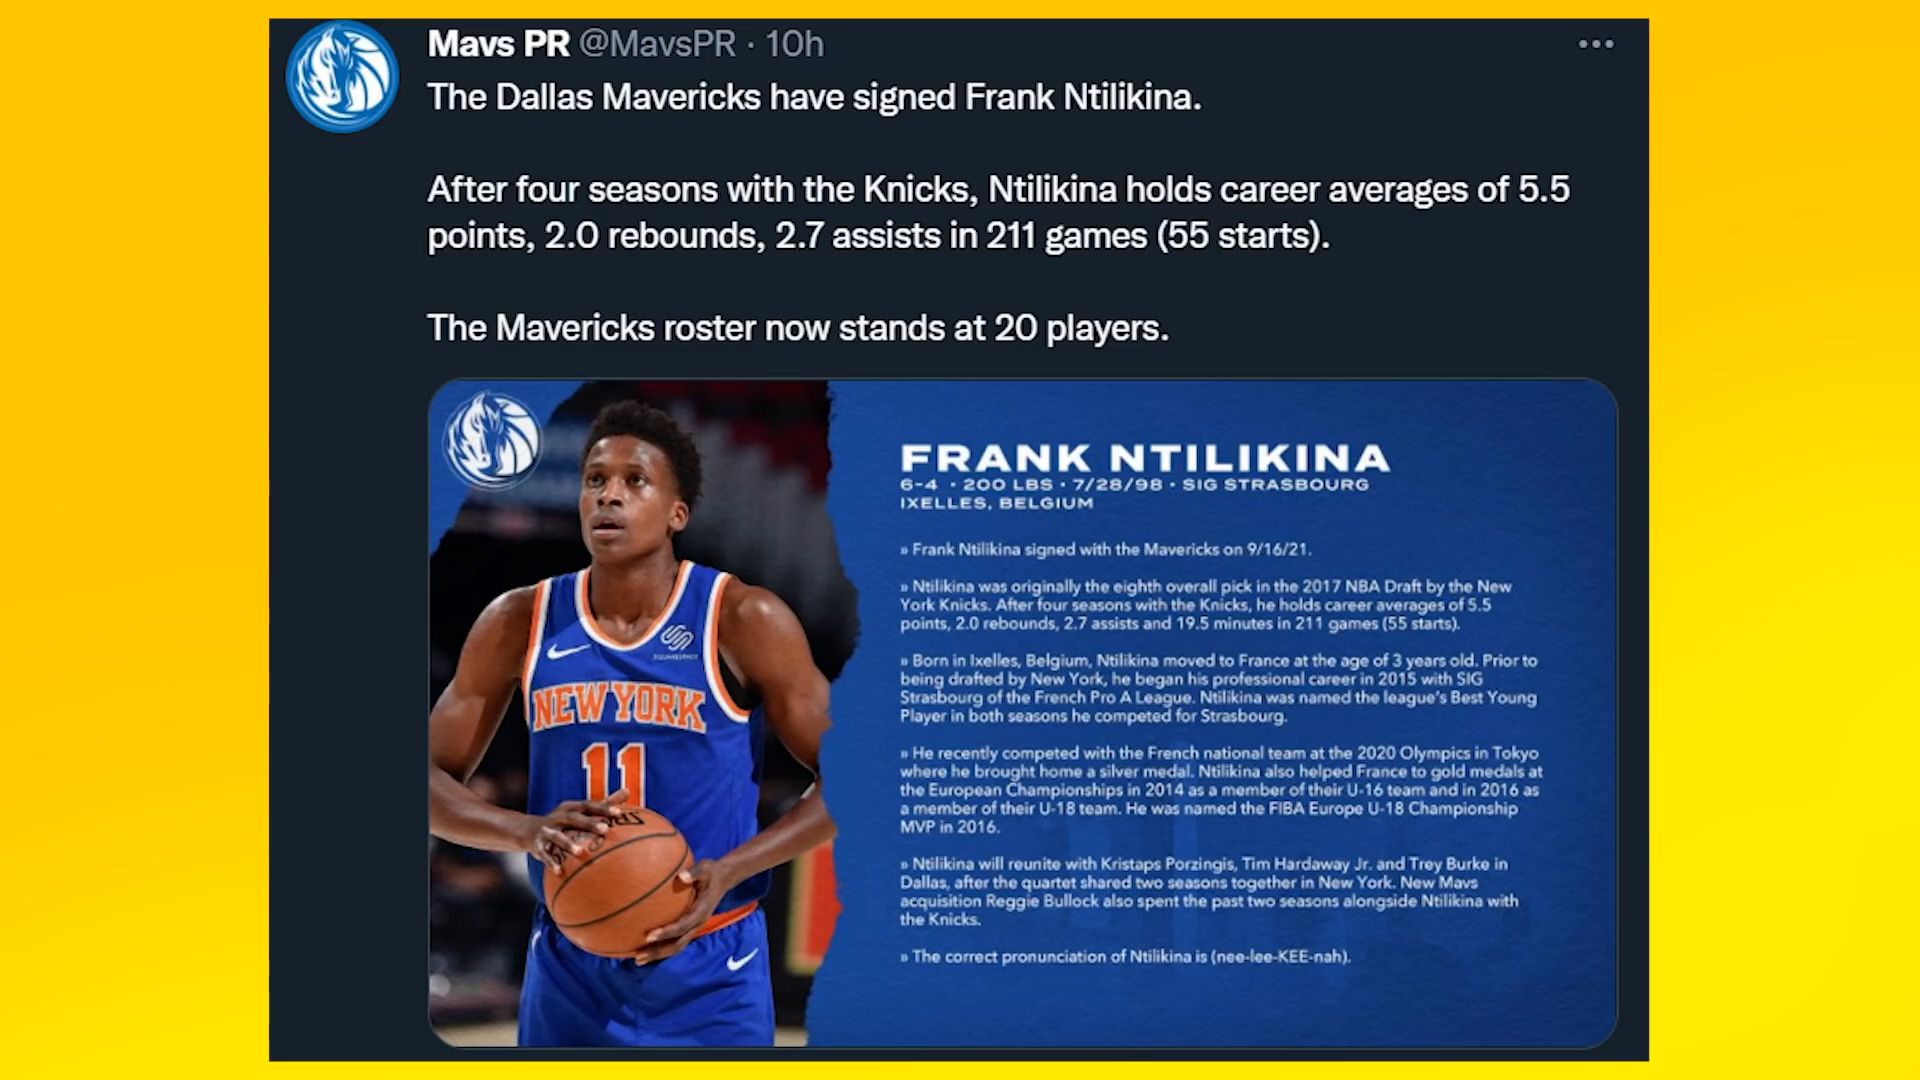 Mavs PR @MavsPR · 10h
The Dallas Mavericks have signed Frank Ntilikina.
After four seasons with the Knicks, Ntilikina holds career averages of 5.5
points, 2.0 rebounds, 2.7 assists in 211 games (55 starts).
The Mavericks roster now stands at 20 players.
FRANK NTILIKINA
6-4 · 200 LBS · 7/28/98 · SIG STRASBOURG
IXELLES, BELGIUM
» Frank Ntilikina signed with the Mavericks on 9/16/21.
» Ntilikina was originally the eighth overall pick in the 2017 NBA Draft by the New
York Knicks. After four seasons with the Knicks, he holds career averages of 5.5
points, 2.0 rebounds, 2.7 assists and 19.5 minutes in 211 games (55 starts).
» Born in Ixelles, Belgium, Ntilikina moved to France at the age of 3 years old. Prior to
being drafted by New York, he began his professional career in 2015 with SIG
Strasbourg of the French Pro A League. Ntilikina was named the league's Best Young
Player in both seasons he competed for Strasbourg.
» He recently competed with the French national team at the 2020 Olympics in Tokyo
where he brought home a silver medal. Ntilikina also helped France to gold medals at
the European Championships in 2014 as a member of their U-16 team and in 2016 as
a member of their U-18 team. He was named the FIBA Europe U-18 Championship
MVP in 2016.
» Ntilikina will reunite with Kristaps Porzingis, Tim Hardaway Jr. and Trey Burke in
Dallas, after the quartet shared two seasons together in New York. New Mavs
acquisition Reggie Bullock also spent the past two seasons alongside Ntilikina with
the Knicks.
» The correct pronunciation of Ntilikina is (nee-lee-KEE-nah).
SQUARESPACE
NEW YORK
11